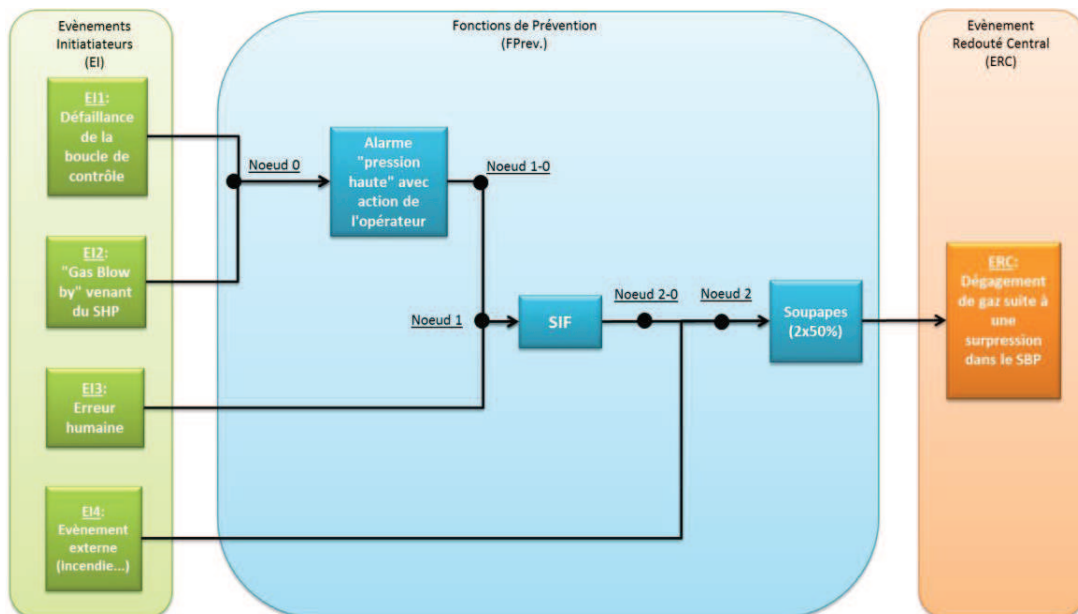 Evènements
Initiatiateurs
(EI)
EI1:
Défaillance
de la
boucle de
contrôle
EI2:
"Gas Blow
by" venant
du SHP
EI3:
Erreur
humaine
EI4:
Evènement
externe
(incendie...)
Fonctions de Prévention
(FPrev.)
Noeud 0
Alarme
"pression
haute" avec
action de
l'opérateur
Noeud 1-0
Noeud 1
SIF
Noeud 2-0
Noeud 2
Soupapes
(2x50%)
Evènement
Redouté Central
(ERC)
ERC:
Dégagement
de gaz suite à
une
surpression
dans le SBP